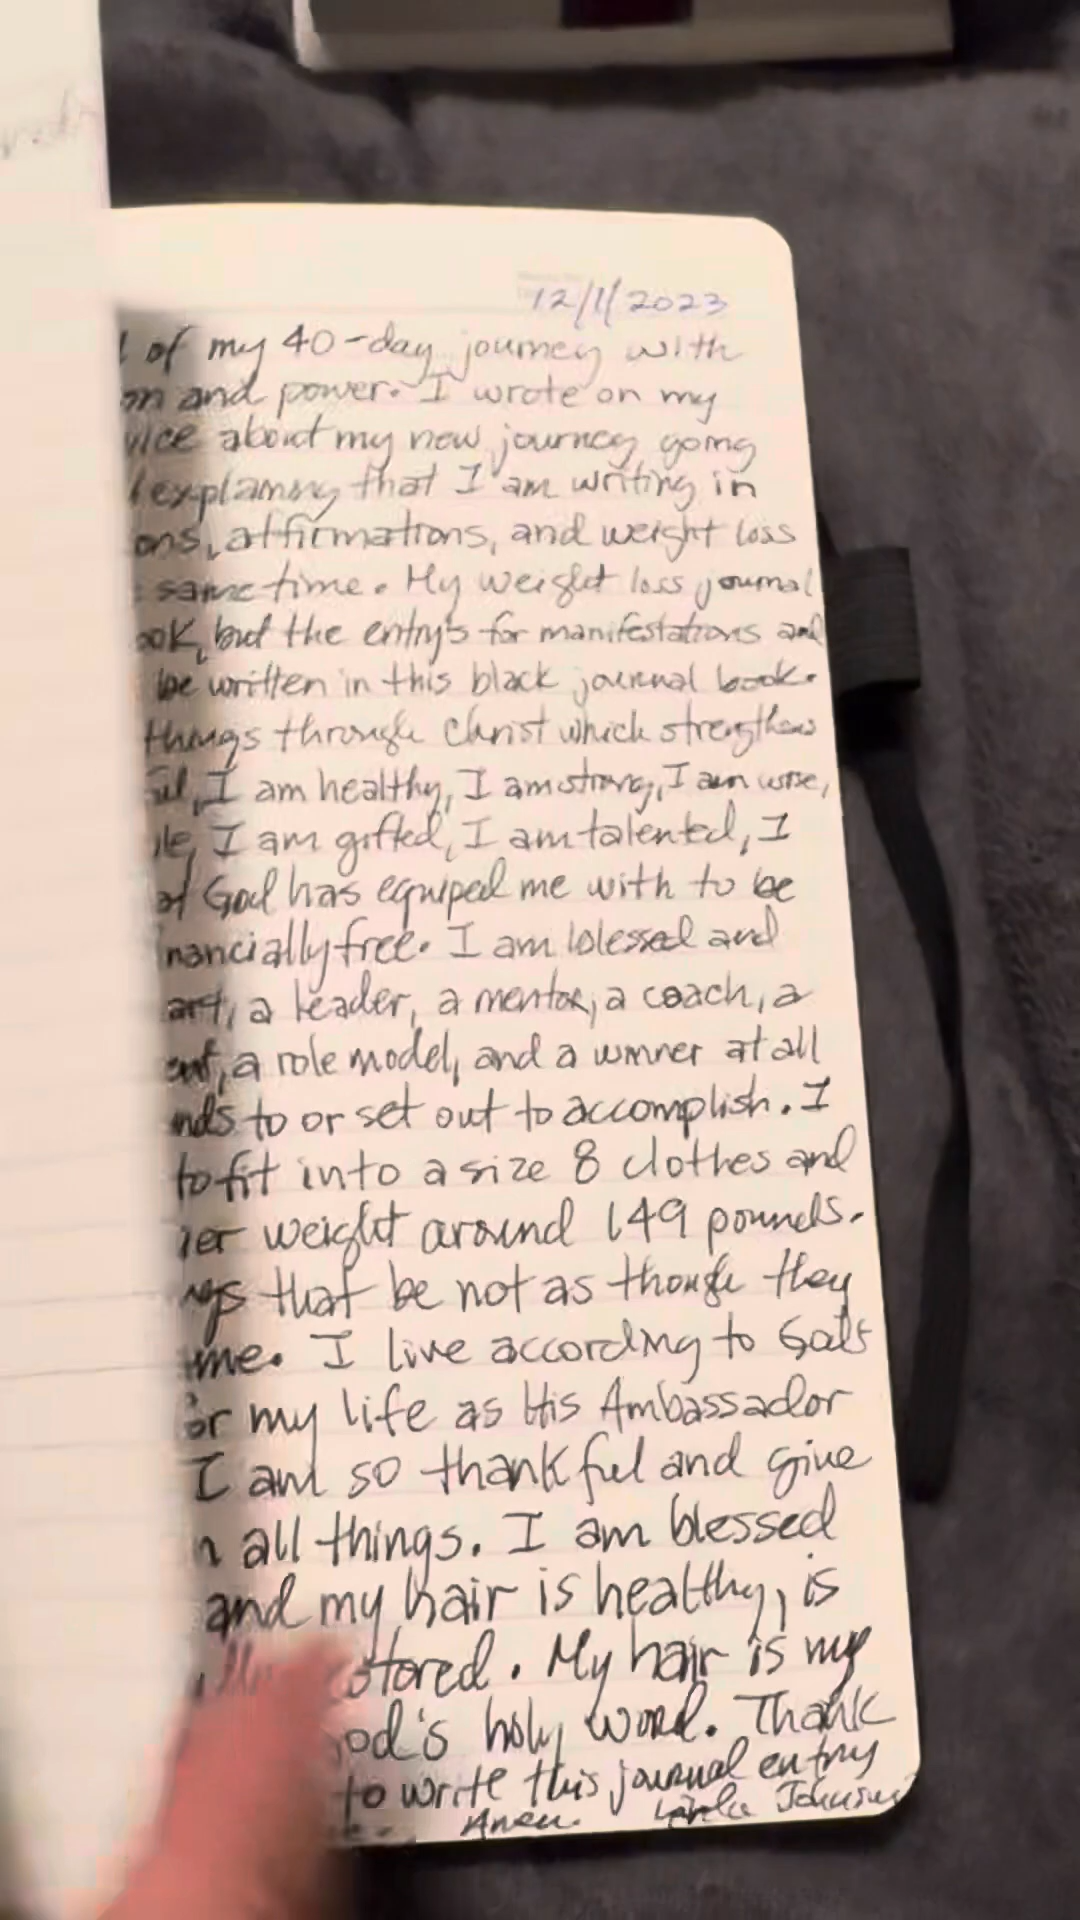 12/1/2023
of my 40-day journey with
and power. I wrote on my
about my new journey going
explaining that I am writing in
affirmations, and weight loss
same time. My weight loss journal
but the entry's for manifestations and
be written in this black journal book.
things through Christ which strengthens
I am healthy, I am strong, I am wise,
I am gifted, I am talented, I
God has equiped me with to be
free. I am blessed and
a leader, a mentor, a coach, a
a role model, and a winner at all
to or set out to accomplish. I
to fit into a size 8 clothes and
weight around 149 pounds.
that be not as though they
me. I live according to God's
my life as His Ambassador
I am so thankful and give
all things. I am blessed
and my hair is healthy, is
My hair is my
holy word. Thank
to write this journal entry
Amen. Johnson